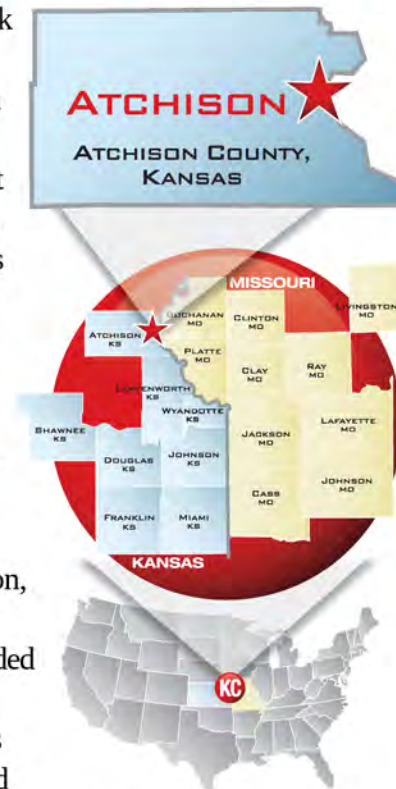 k
ATCHISON
ATCHISON COUNTY,
KANSAS
t
s
MISSOURI
BUCHANAN
MO
CLINTON
MO
LIVINGSTON
MO
ATCHISON
KS
PLATTE
MO
CLAY
MO
RAY
MO
LEAVENWORTH
KS
WYANDOTTE
KS
SHAWNEE
KS
DOUGLAS
KS
JOHNSON
KS
JACKSON
MO
LAFAYETTE
MO
CASS
MO
JOHNSON
MO
FRANKLIN
KS
MIAMI
KS
KANSAS
on,
ded
KC
s
d